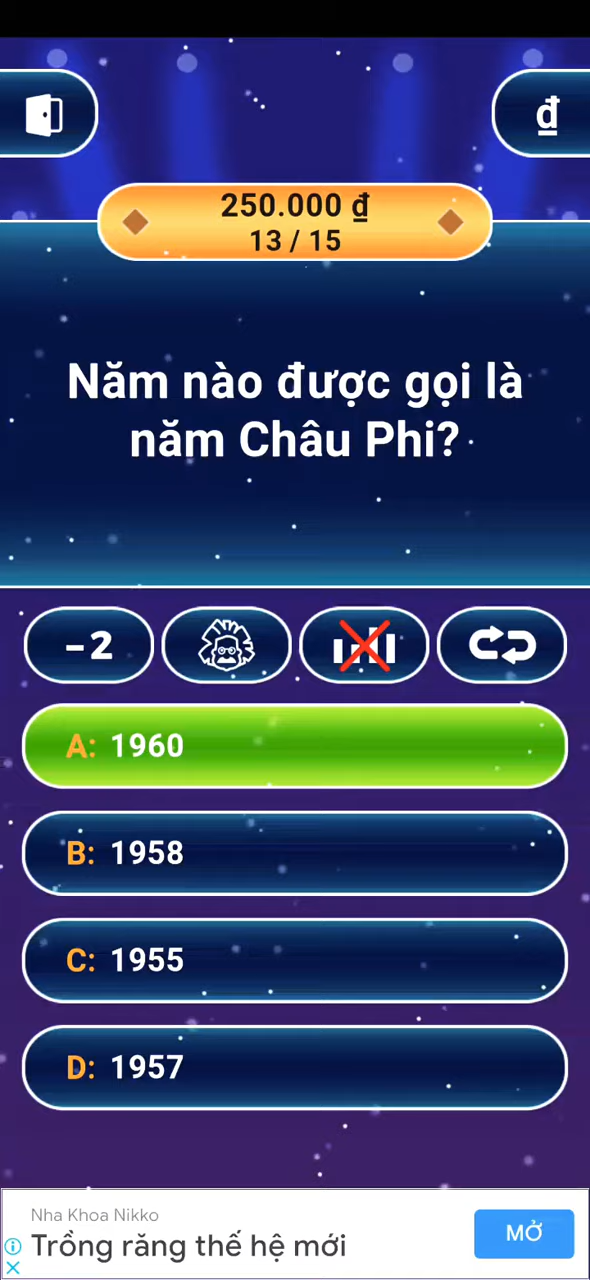 đ
250.000 đ
13 / 15
Năm nào được gọi là
năm Châu Phi?
-2
A: 1960
B: 1958
C: 1955
D: 1957
Nha Khoa Nikko
Trồng răng thế hệ mới
MỞ